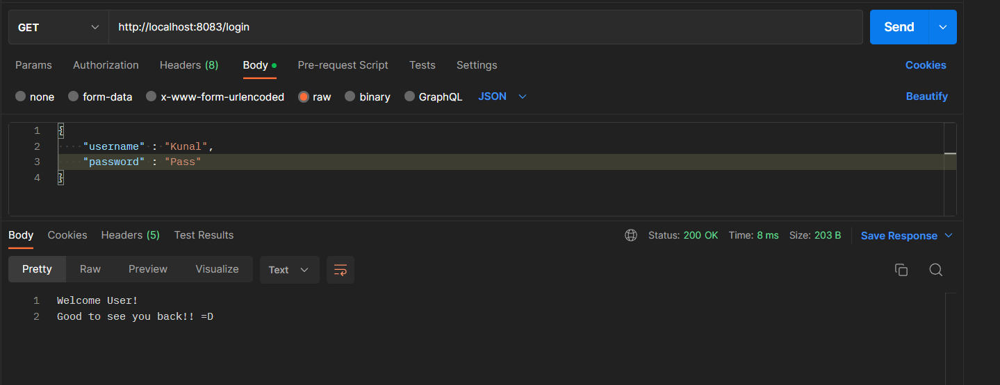 GET http://localhost:8083/login Send
Params Authorization Headers (8) Body Pre-request Script Tests Settings Cookies
none form-data x-www-form-urlencoded raw binary GraphQL JSON Beautify
1 {
2 "username" : "Kunal",
3 "password" : "Pass"
4 }
Body Cookies Headers (5) Test Results Status: 200 OK Time: 8 ms Size: 203 B Save Response
Pretty Raw Preview Visualize Text
1 Welcome User!
2 Good to see you back!! =D